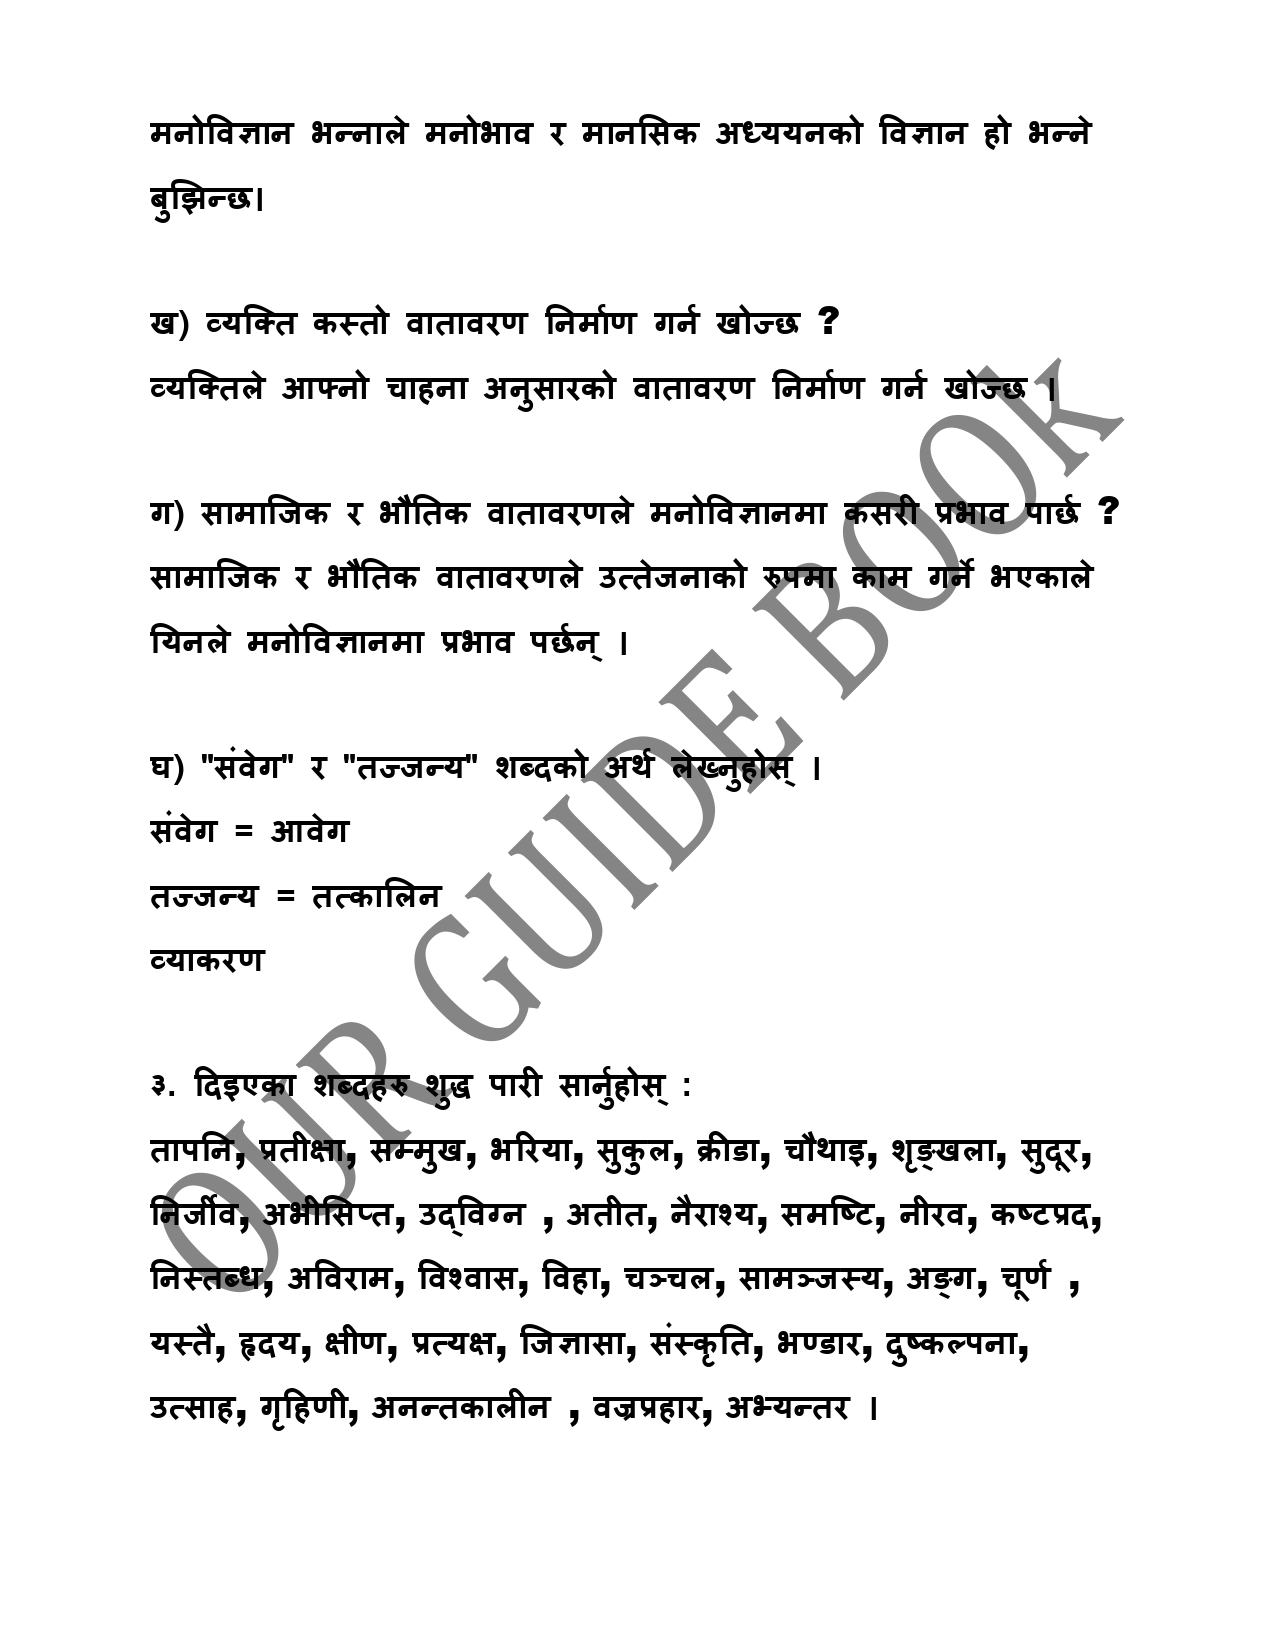 मनोविज्ञान भन्नाले मनोभाव र मानसिक अध्ययनको विज्ञान हो भन्ने
बुझिन्छ।
ख) व्यक्ति कस्तो वातावरण निर्माण गर्न खोज्छ ?
व्यक्तिले आफ्नो चाहना अनुसारको वातावरण निर्माण गर्न खोज्छ ।
ग) सामाजिक र भौतिक वातावरणले मनोविज्ञानमा कसरी प्रभाव पार्छ ?
सामाजिक र भौतिक वातावरणले उत्तेजनाको रुपमा काम गर्ने भएकाले
यिनले मनोविज्ञानमा प्रभाव पर्छन् ।
घ) "संवेग" र "तज्जन्य" शब्दको अर्थ लेख्नुहोस् ।
संवेग = आवेग
तज्जन्य = तत्कालिन
व्याकरण
३. दिइएका शब्दहरु शुद्ध पारी सार्नुहोस् :
तापनि, प्रतीक्षा, सम्मुख, भरिया, सुकुल, क्रीडा, चौथाइ, शृङ्खला, सुदूर,
निर्जीव, अभीसिप्त, उद्विग्न , अतीत, नैराश्य, समष्टि, नीरव, कष्टप्रद,
निस्तब्ध, अविराम, विश्वास, विहा, चञ्चल, सामञ्जस्य, अङ्ग, चूर्ण ,
यस्तै, हृदय, क्षीण, प्रत्यक्ष, जिज्ञासा, संस्कृति, भण्डार, दुष्कल्पना,
उत्साह, गृहिणी, अनन्तकालीन , वज्रप्रहार, अभ्यन्तर ।
OUR GUIDE BOOk